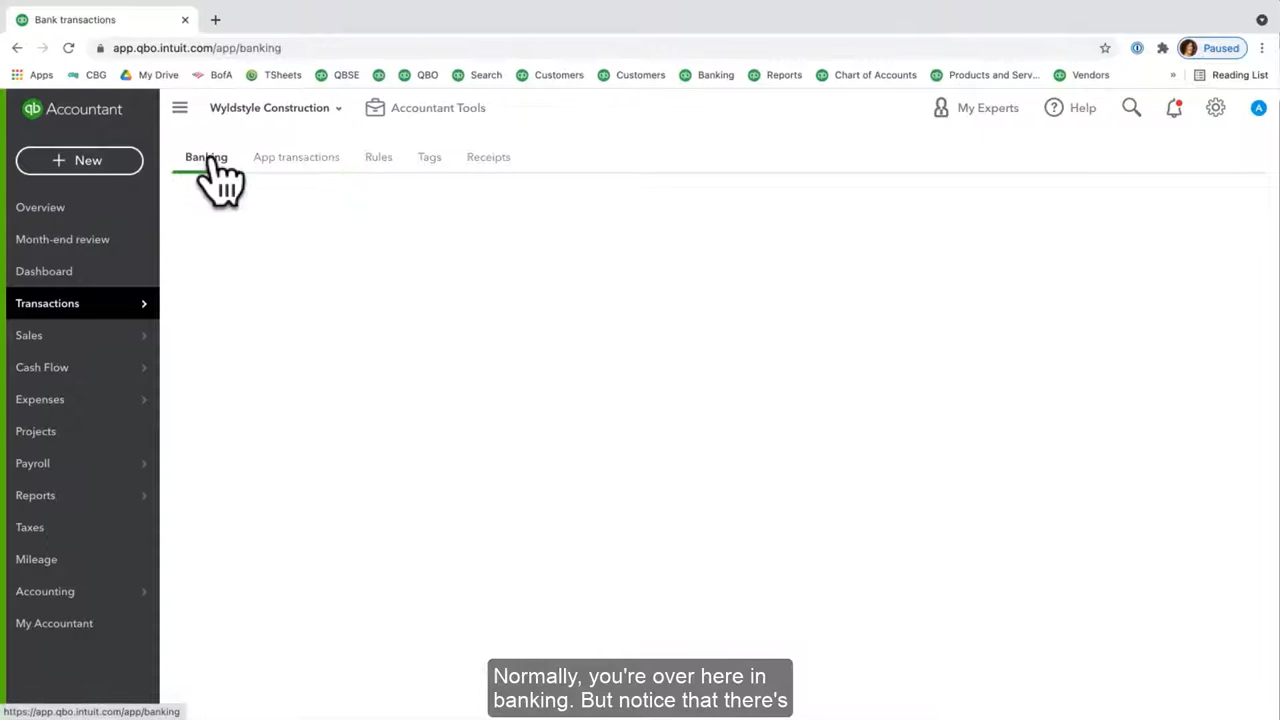 Bank transactions
app.qbo.intuit.com/app/banking
Paused
Apps CBG My Drive BofA TSheets QBSE QBO Search Customers Customers Banking Reports Chart of Accounts Products and Serv... Vendors » Reading List
qb Accountant
Wyldstyle Construction
Accountant Tools
My Experts
? Help
A
+ New
Banking App transactions Rules Tags Receipts
Overview
Month-end review
Dashboard
Transactions
Sales
Cash Flow
Expenses
Projects
Payroll
Reports
Taxes
Mileage
Accounting
My Accountant
Normally, you're over here in
banking. But notice that there's
https://app.qbo.intuit.com/app/banking